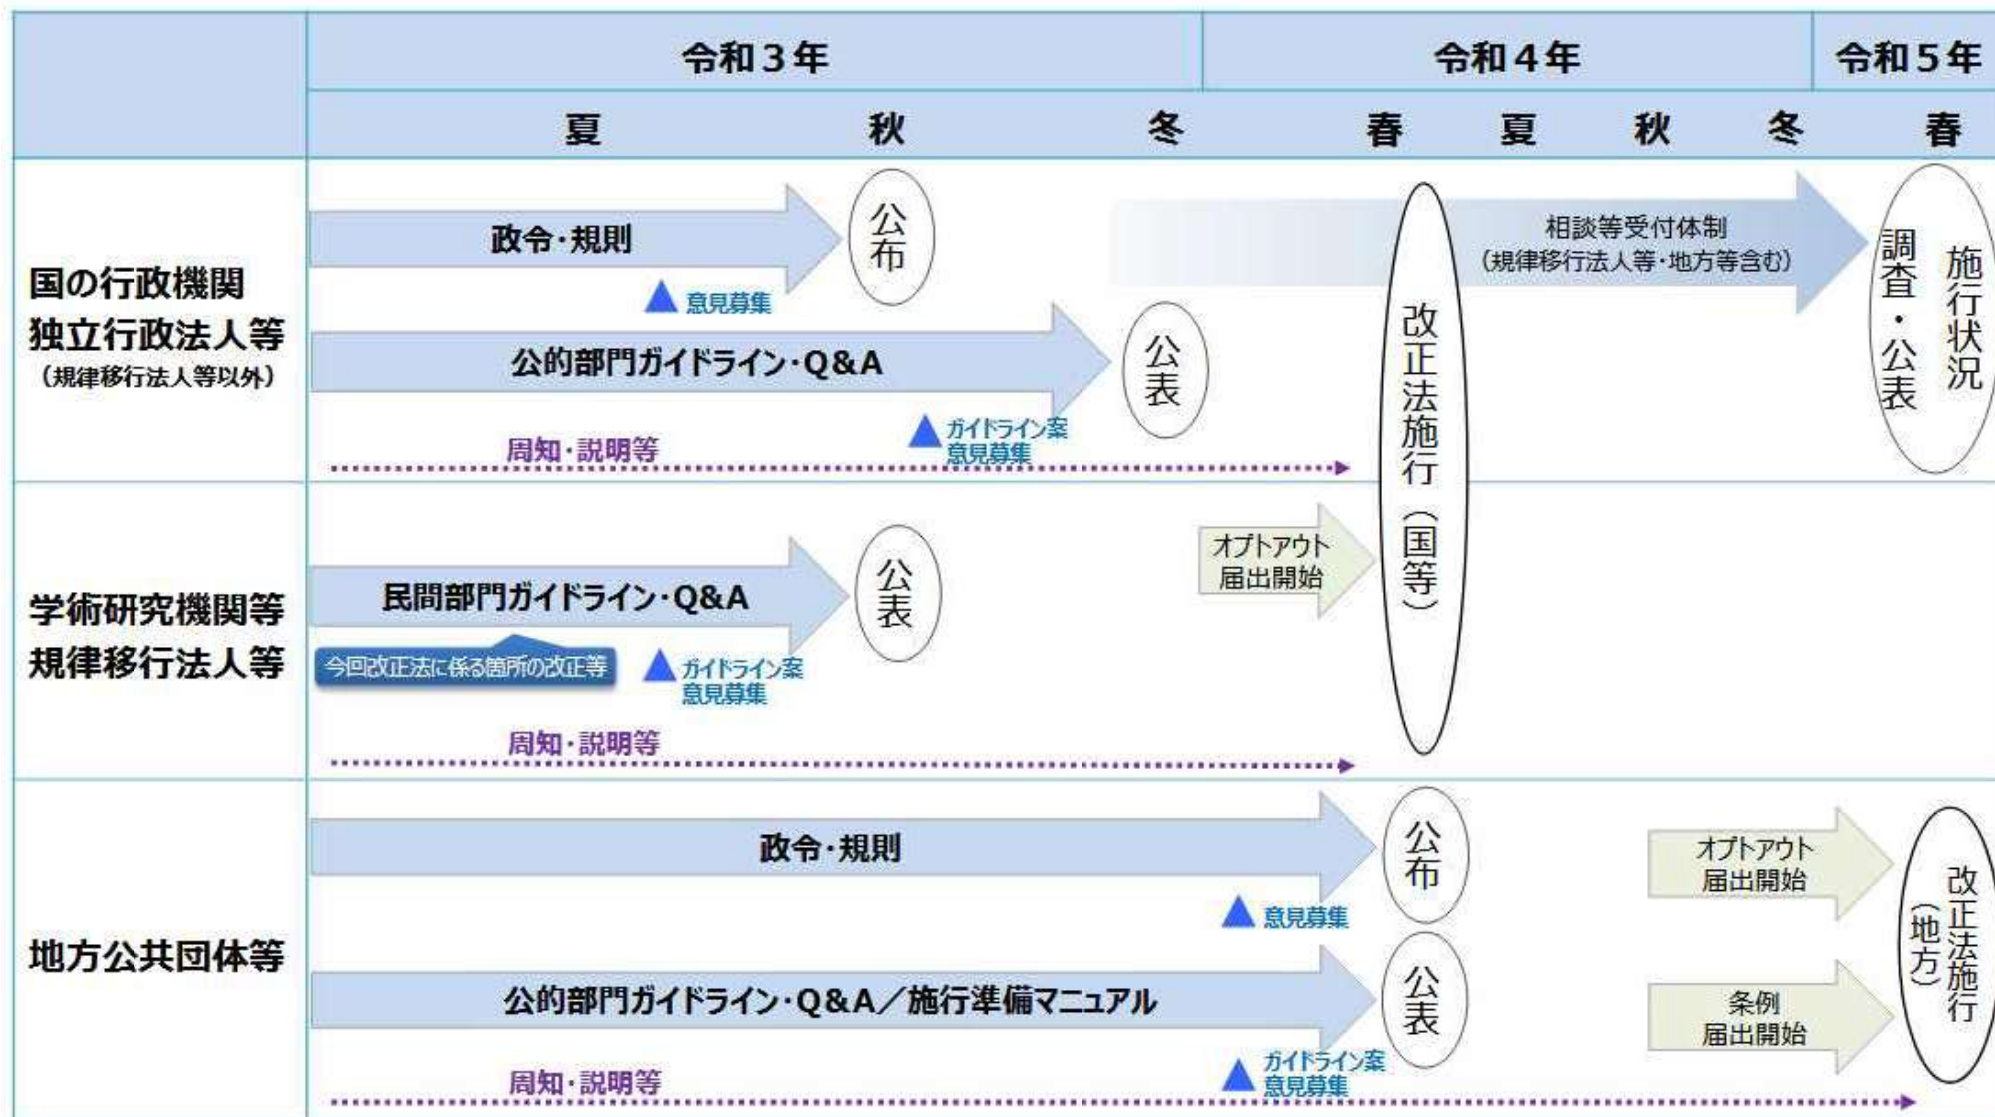 令和３年
令和４年
令和５年
夏
秋
冬
春
夏
秋
冬
春
国の行政機関
独立行政法人等
（規律移行法人等以外）
政令・規則
意見募集
公布
公的部門ガイドライン・Q&A
ガイドライン案
意見募集
公表
周知・説明等
相談等受付体制
（規律移行法人等・地方等含む）
改正法施行（国等）
施行状況
調査・公表
学術研究機関等
規律移行法人等
民間部門ガイドライン・Q&A
今回改正法に係る箇所の改正等
ガイドライン案
意見募集
公表
周知・説明等
オプトアウト
届出開始
地方公共団体等
政令・規則
意見募集
公布
公的部門ガイドライン・Q&A／施行準備マニュアル
ガイドライン案
意見募集
公表
周知・説明等
オプトアウト
届出開始
条例
届出開始
改正法施行
（地方）